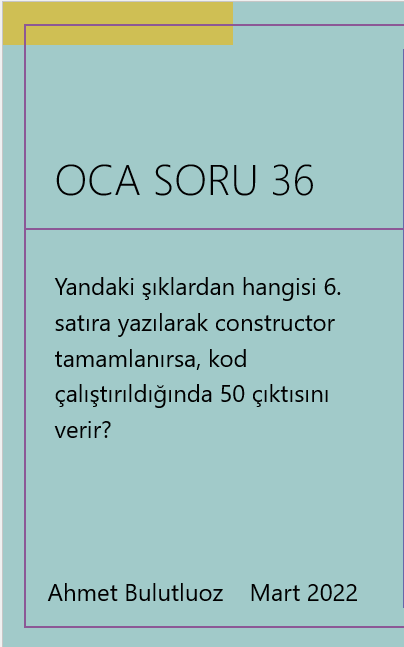 OCA SORU 36
Yandaki şıklardan hangisi 6.
satıra yazılarak constructor
tamamlanırsa, kod
çalıştırıldığında 50 çıktısını
verir?
Ahmet Bulutluoz Mart 2022